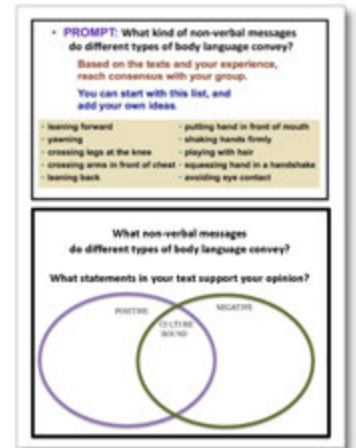 • PROMPT: What kind of non-verbal messages
do different types of body language convey?
Based on the texts and your experience,
reach consensus with your group.
You can start with this list, and
add your own ideas.
• leaning forward
• yawning
• crossing legs at the knee
• crossing arms in front of chest
• leaning back
• putting hand in front of mouth
• shaking hands firmly
• playing with hair
• squeezing hand in a handshake
• avoiding eye contact
What non-verbal messages
do different types of body language convey?
What statements in your text support your opinion?
POSITIVE
CULTURE
BOUND
NEGATIVE